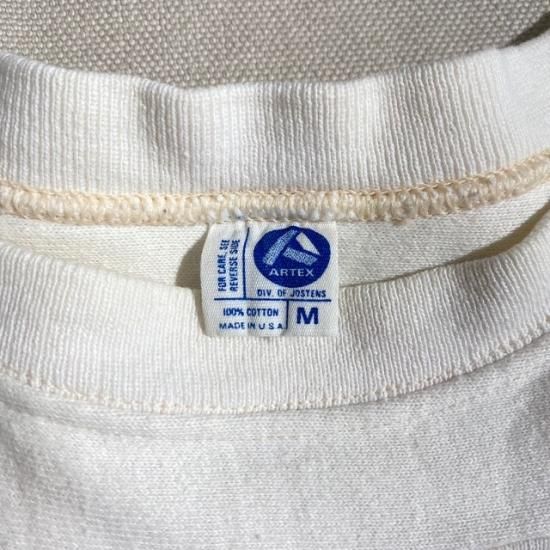 FOR CARE, SEE
REVERSE SIDE
ARTEX
DIV. OF JOSTENS
100% COTTON
MADE IN U.S.A.
M